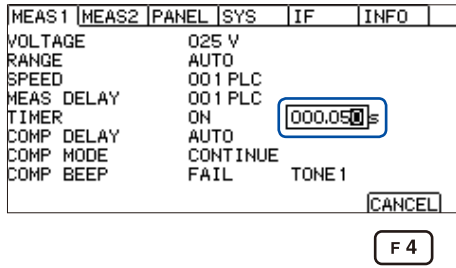 MEAS1 MEAS2 PANEL SYS IF INFO
VOLTAGE 025 V
RANGE AUTO
SPEED 001 PLC
MEAS DELAY 001 PLC
TIMER ON 000.050 s
COMP DELAY AUTO
COMP MODE CONTINUE
COMP BEEP FAIL TONE1
CANCEL
F4